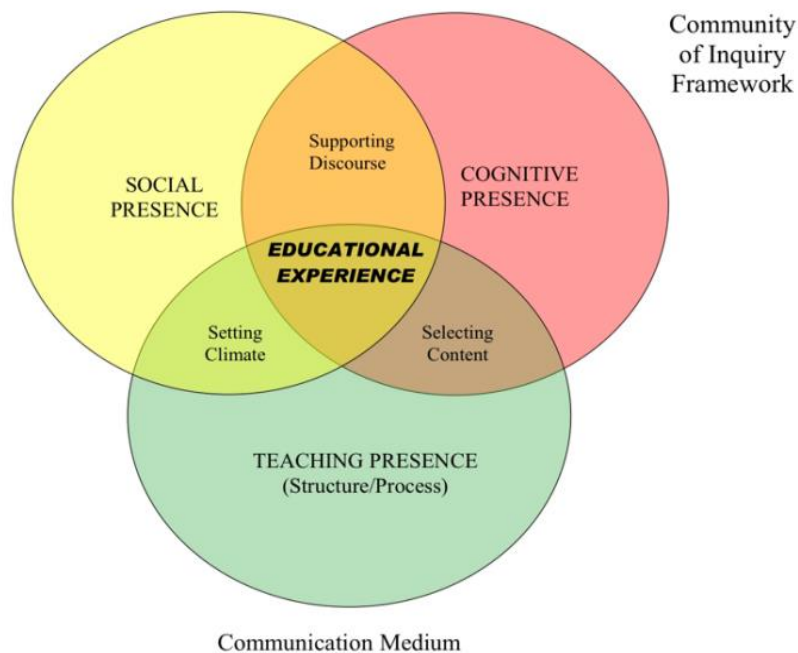 Community
of Inquiry
Framework
Supporting
Discourse
SOCIAL
PRESENCE
COGNITIVE
PRESENCE
EDUCATIONAL
EXPERIENCE
Setting
Climate
Selecting
Content
TEACHING PRESENCE
(Structure/Process)
Communication Medium